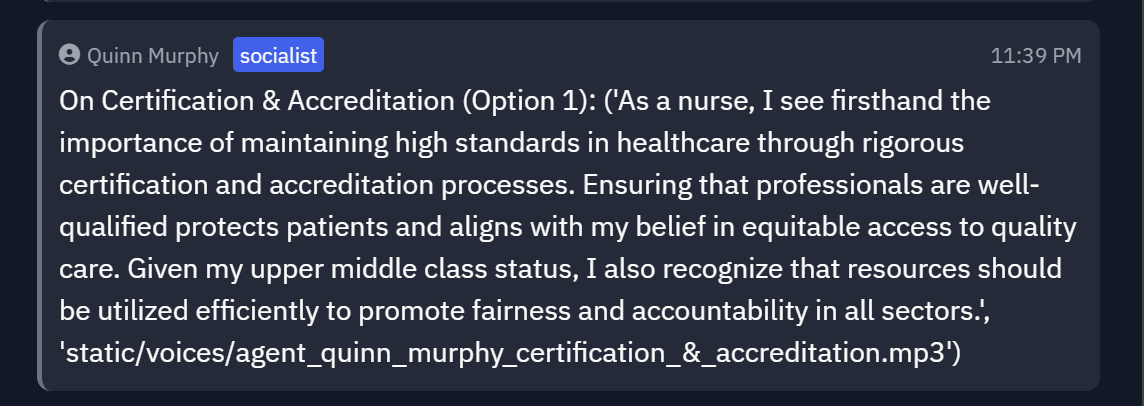 Quinn Murphy socialist 11:39 PM
On Certification & Accreditation (Option 1): ('As a nurse, I see firsthand the
importance of maintaining high standards in healthcare through rigorous
certification and accreditation processes. Ensuring that professionals are well-
qualified protects patients and aligns with my belief in equitable access to quality
care. Given my upper middle class status, I also recognize that resources should
be utilized efficiently to promote fairness and accountability in all sectors.',
'static/voices/agent_quinn_murphy_certification_&_accreditation.mp3')